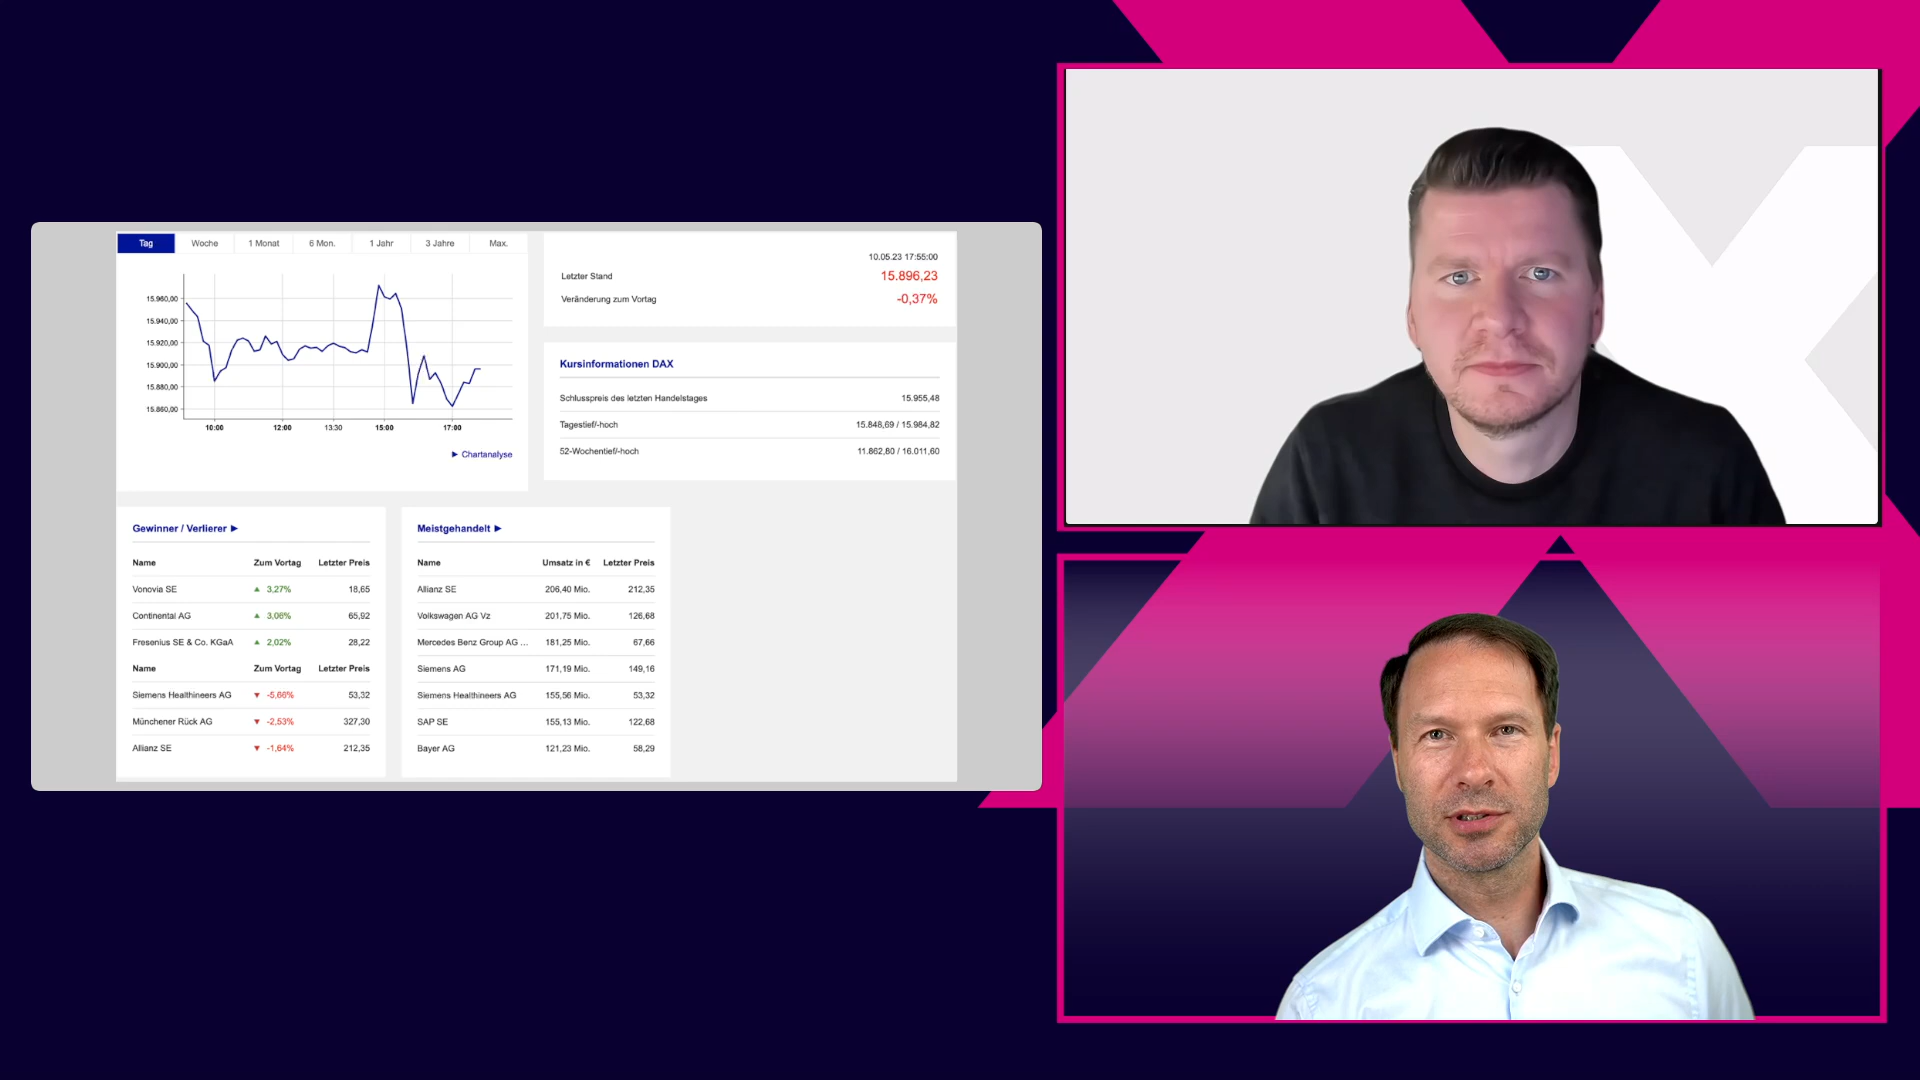 Tag Woche 1 Monat 6 Mon. 1 Jahr 3 Jahre Max.
15.960,00
15.940,00
15.920,00
15.900,00
15.880,00
15.860,00
10:00 12:00 13:30 15:00 17:00
► Chartanalyse
10.05.23 17:55:00
Letzter Stand 15.896,23
Veränderung zum Vortag -0,37%
Kursinformationen DAX
Schlusspreis des letzten Handelstages 15.955,48
Tagestief/-hoch 15.848,69 / 15.984,82
52-Wochentief/-hoch 11.862,80 / 16.011,60
Gewinner / Verlierer ►
Name Zum Vortag Letzter Preis
Vonovia SE ▲ 3,27% 18,65
Continental AG ▲ 3,06% 65,92
Fresenius SE & Co. KGaA ▲ 2,02% 28,22
Name Zum Vortag Letzter Preis
Siemens Healthineers AG ▼ -5,66% 53,32
Münchener Rück AG ▼ -2,53% 327,30
Allianz SE ▼ -1,64% 212,35
Meistgehandelt ►
Name Umsatz in € Letzter Preis
Allianz SE 206,40 Mio. 212,35
Volkswagen AG Vz 201,75 Mio. 126,68
Mercedes Benz Group AG ... 181,25 Mio. 67,66
Siemens AG 171,19 Mio. 149,16
Siemens Healthineers AG 155,56 Mio. 53,32
SAP SE 155,13 Mio. 122,68
Bayer AG 121,23 Mio. 58,29